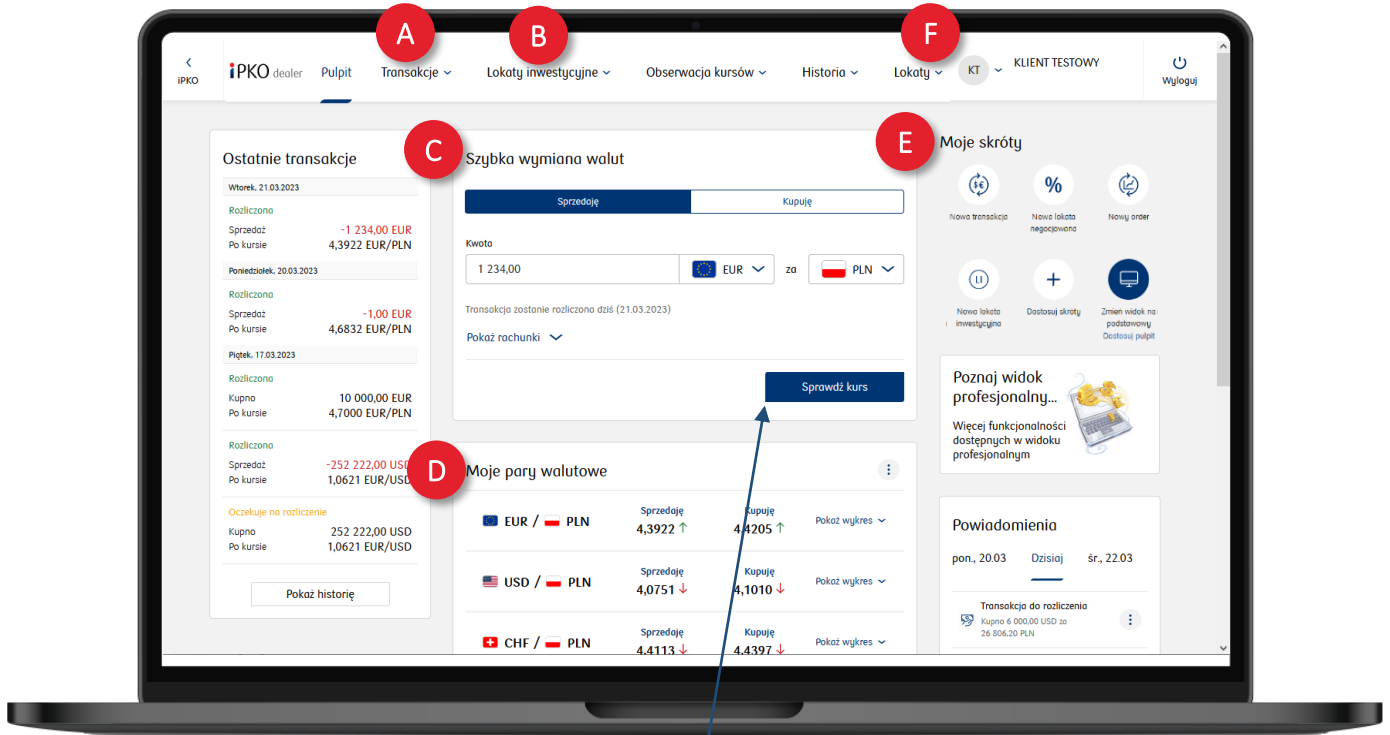 A
B
F
iPKO
iPKO dealer
Pulpit
Transakcje
Lokaty inwestycyjne
Obserwacja kursów
Historia
Lokaty
KT
KLIENT TESTOWY
Wyloguj
Ostatnie transakcje
Wtorek, 21.03.2023
Rozliczona
Sprzedaż -1 234,00 EUR
Po kursie 4,3922 EUR/PLN
Poniedziałek, 20.03.2023
Rozliczona
Sprzedaż -1,00 EUR
Po kursie 4,6832 EUR/PLN
Piątek, 17.03.2023
Rozliczona
Kupno 10 000,00 EUR
Po kursie 4,7000 EUR/PLN
Rozliczona
Sprzedaż -252 222,00 USD
Po kursie 1,0621 EUR/USD
Oczekuje na rozliczenie
Kupno 252 222,00 USD
Po kursie 1,0621 EUR/USD
Pokaż historię
C
Szybka wymiana walut
Sprzedaję
Kupuję
Kwota
1 234,00
EUR
za
PLN
Transakcja zostanie rozliczona dziś (21.03.2023)
Pokaż rachunki
Sprawdź kurs
D
Moje pary walutowe
Sprzedaję Kupuję
EUR / PLN 4,3922 4,4205 Pokaż wykres
Sprzedaję Kupuję
USD / PLN 4,0751 4,1010 Pokaż wykres
Sprzedaję Kupuję
CHF / PLN 4,4113 4,4397 Pokaż wykres
E
Moje skróty
Nowa transakcja
%
Nowa lokata
negocjowana
Nowy order
Nowa lokata
inwestycyjna
Dostosuj skróty
Zmień widok na
podstawowy
Dostosuj pulpit
Poznaj widok
profesjonalny...
Więcej funkcjonalności
dostępnych w widoku
profesjonalnym
Powiadomienia
pon., 20.03
Dzisiaj
śr., 22.03
Transakcja do rozliczenia
Kupno 6 000,00 USD za
26 806,20 PLN